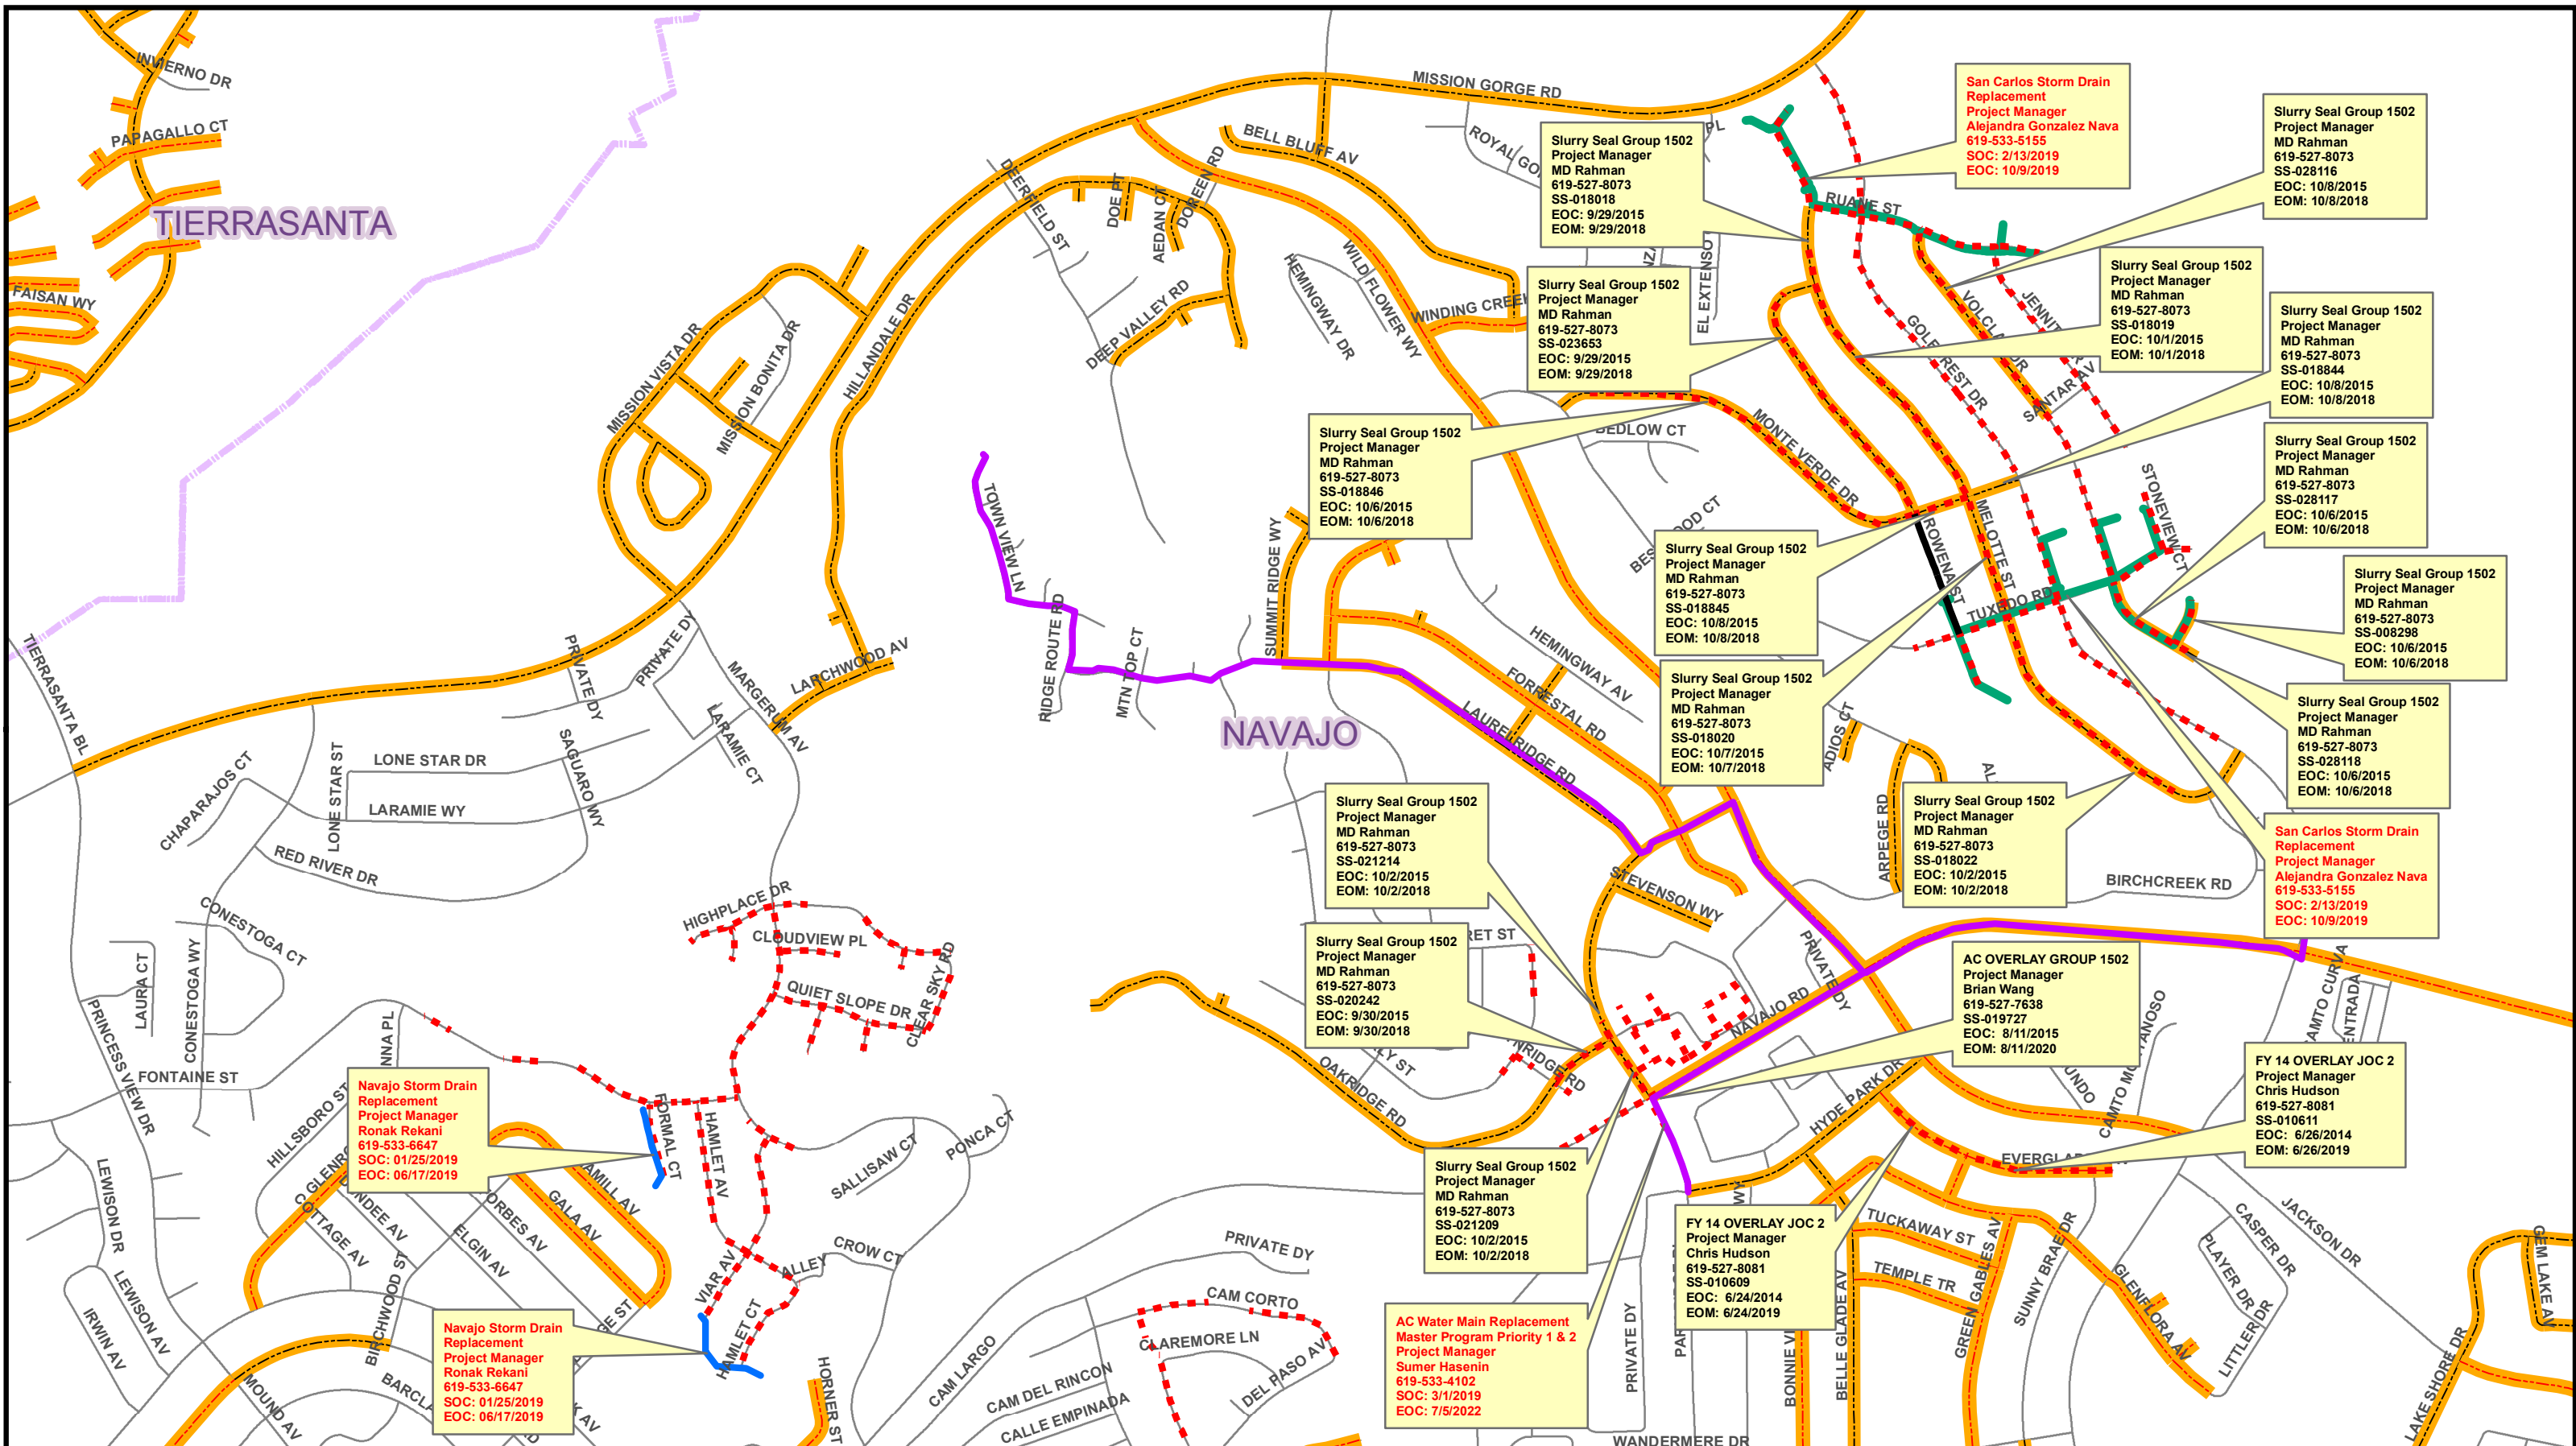 INVIERNO DR
PAPAGALLO CT
TIERRASANTA
FAISAN WY
MISSION GORGE RD
BELL BLUFF AV
DEERFIELD ST
DOE PT
AEDAN CT
DOREEN RD
DEEP VALLEY RD
HEMINGWAY DR
WILD FLOWER WY
WINDING CREEK
MISSION VISTA DR
MISSION BONITA DR
HILLANDALE DR
PL
EL EXTENSO
RUANE ST
San Carlos Storm Drain
Replacement
Project Manager
Alejandra Gonzalez Nava
619-533-5155
SOC: 2/13/2019
EOC: 10/9/2019
Slurry Seal Group 1502
Project Manager
MD Rahman
619-527-8073
SS-028116
EOC: 10/8/2015
EOM: 10/8/2018
Slurry Seal Group 1502
Project Manager
MD Rahman
619-527-8073
SS-018018
EOC: 9/29/2015
EOM: 9/29/2018
Slurry Seal Group 1502
Project Manager
MD Rahman
619-527-8073
SS-018019
EOC: 10/1/2015
EOM: 10/1/2018
Slurry Seal Group 1502
Project Manager
MD Rahman
619-527-8073
SS-023653
EOC: 9/29/2015
EOM: 9/29/2018
Slurry Seal Group 1502
Project Manager
MD Rahman
619-527-8073
SS-018844
EOC: 10/8/2015
EOM: 10/8/2018
SANTAR AV
BEDLOW CT
MONTE VERDE DR
Slurry Seal Group 1502
Project Manager
MD Rahman
619-527-8073
SS-018846
EOC: 10/6/2015
EOM: 10/6/2018
Slurry Seal Group 1502
Project Manager
MD Rahman
619-527-8073
SS-028117
EOC: 10/6/2015
EOM: 10/6/2018
STONEVIEW CT
MELOTTE ST
ROWENA ST
TUXEDO RD
Slurry Seal Group 1502
Project Manager
MD Rahman
619-527-8073
SS-018845
EOC: 10/8/2015
EOM: 10/8/2018
Slurry Seal Group 1502
Project Manager
MD Rahman
619-527-8073
SS-008298
EOC: 10/6/2015
EOM: 10/6/2018
TOWN VIEW LN
RIDGE ROUTE RD
MTN TOP CT
SUMMIT RIDGE WY
HEMINGWAY AV
FORRESTAL RD
LAURELRIDGE RD
NAVAJO
Slurry Seal Group 1502
Project Manager
MD Rahman
619-527-8073
SS-018020
EOC: 10/7/2015
EOM: 10/7/2018
Slurry Seal Group 1502
Project Manager
MD Rahman
619-527-8073
SS-028118
EOC: 10/6/2015
EOM: 10/6/2018
ADIOS CT
ARPEGE RD
TIERRASANTA BL
PRIVATE DY
PRIVATE DY
MARGERUM AV
LARCHWOOD AV
LARAMIE CT
SAGUARO WY
LONE STAR ST
LONE STAR DR
LARAMIE WY
CHAPARAJOS CT
RED RIVER DR
Slurry Seal Group 1502
Project Manager
MD Rahman
619-527-8073
SS-021214
EOC: 10/2/2015
EOM: 10/2/2018
Slurry Seal Group 1502
Project Manager
MD Rahman
619-527-8073
SS-018022
EOC: 10/2/2015
EOM: 10/2/2018
San Carlos Storm Drain
Replacement
Project Manager
Alejandra Gonzalez Nava
619-533-5155
SOC: 2/13/2019
EOC: 10/9/2019
BIRCHCREEK RD
STEVENSON WY
HIGHPLACE DR
CLOUDVIEW PL
QUIET SLOPE DR
CLEAR SKY RD
CONESTOGA CT
CONESTOGA WY
LAURA CT
PRINCESS VIEW DR
FONTAINE ST
Slurry Seal Group 1502
Project Manager
MD Rahman
619-527-8073
SS-020242
EOC: 9/30/2015
EOM: 9/30/2018
RET ST
OAKRIDGE RD
NAVAJO RD
PRIVATE DY
AC OVERLAY GROUP 1502
Project Manager
Brian Wang
619-527-7638
SS-019727
EOC: 8/11/2015
EOM: 8/11/2020
CAMTO CURVA
ENTRADA
FY 14 OVERLAY JOC 2
Project Manager
Chris Hudson
619-527-8081
SS-010611
EOC: 6/26/2014
EOM: 6/26/2019
HYDE PARK DR
Navajo Storm Drain
Replacement
Project Manager
Ronak Rekani
619-533-6647
SOC: 01/25/2019
EOC: 06/17/2019
NNA PL
HILLSBORO ST
FORMAL CT
HAMLET AV
SALLISAW CT
PONCA CT
Slurry Seal Group 1502
Project Manager
MD Rahman
619-527-8073
SS-021209
EOC: 10/2/2015
EOM: 10/2/2018
FY 14 OVERLAY JOC 2
Project Manager
Chris Hudson
619-527-8081
SS-010609
EOC: 6/24/2014
EOM: 6/24/2019
LEWISON DR
LEWISON AV
IRWIN AV
COTTAGE AV
BIRCHWOOD ST
ELGIN AV
GALA AV
VIAR AV
ALLEY
CROW CT
HAMLET CT
HORNER ST
MOUND AV
Navajo Storm Drain
Replacement
Project Manager
Ronak Rekani
619-533-6647
SOC: 01/25/2019
EOC: 06/17/2019
PRIVATE DY
CAM CORTO
CLAREMORE LN
CAM LARGO
CAM DEL RINCON
CALLE EMPINADA
DEL PASO AV
AC Water Main Replacement
Master Program Priority 1 & 2
Project Manager
Sumer Hasenin
619-533-4102
SOC: 3/1/2019
EOC: 7/5/2022
PRIVATE DY
WANDERMERE DR
BELLE GLADE AV
TUCKAWAY ST
TEMPLE TR
GREEN GABLES AV
SUNNY BRAE DR
GLENFLORA AV
PLAYER DR
CASPER DR
LITTLER DR
JACKSON DR
LAKE SHORE DR
GEM LAKE AV